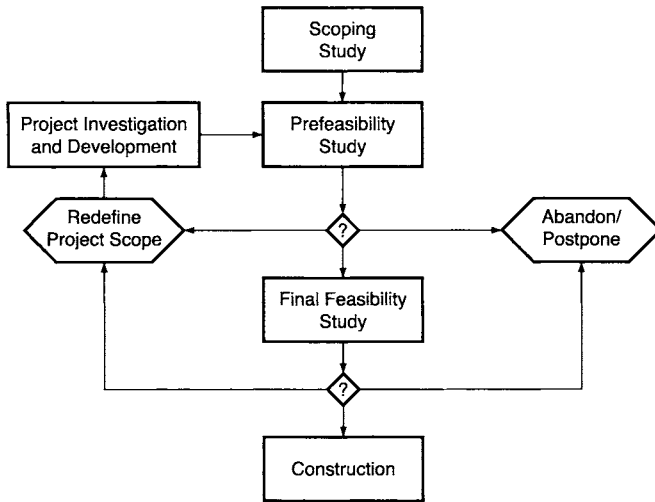 Scoping
Study
Project Investigation
and Development
Prefeasibility
Study
Redefine
Project Scope
?
Abandon/
Postpone
Final Feasibility
Study
?
Construction